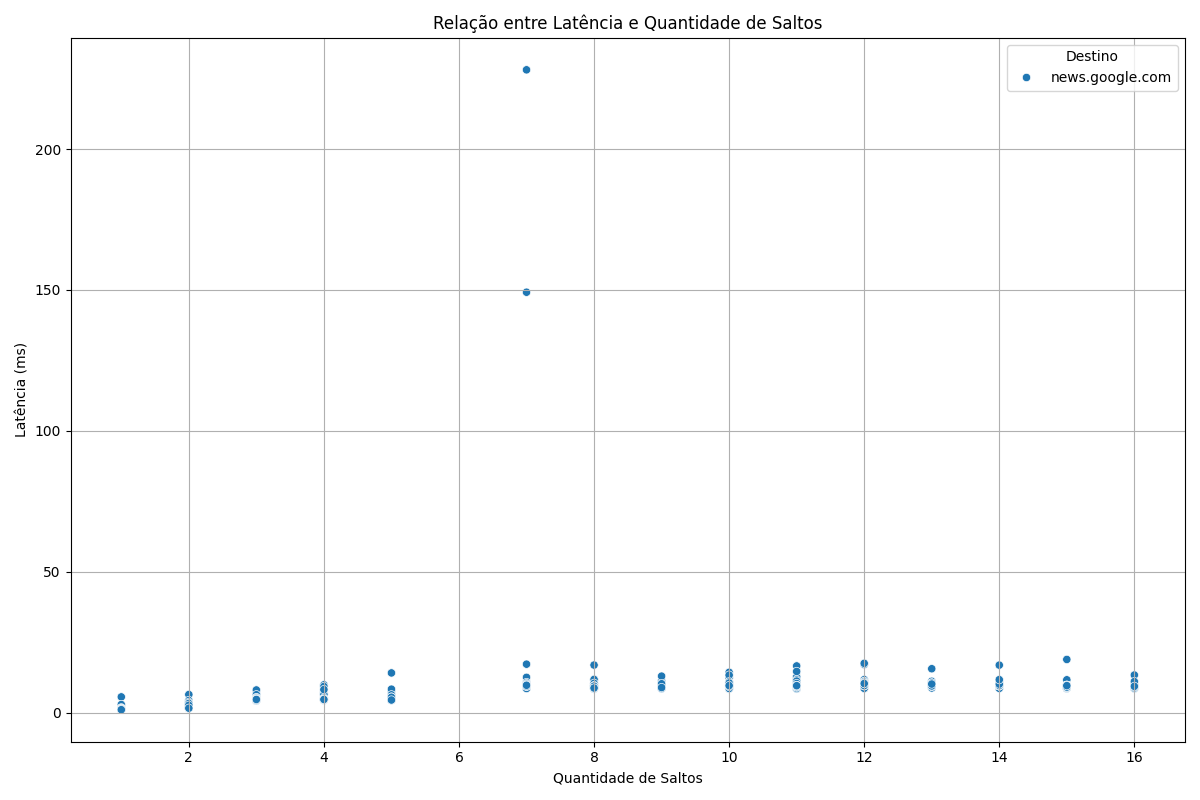 Relação entre Latência e Quantidade de Saltos
Destino
news.google.com
200
150
100
50
0
Latência (ms)
2 4 6 8 10 12 14 16
Quantidade de Saltos